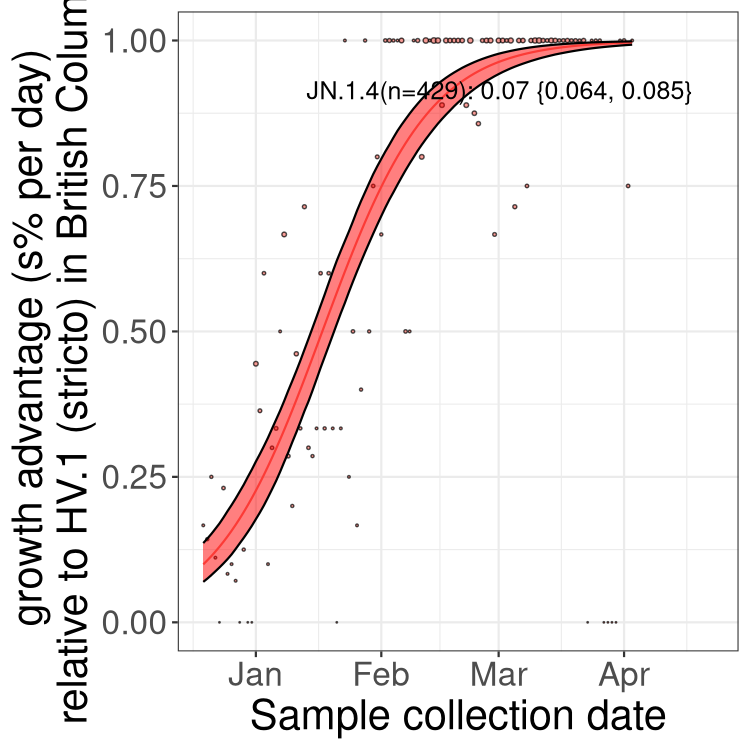 growth advantage (s% per day)
relative to HV.1 (stricto) in British Colum
1.00
0.75
0.50
0.25
0.00
JN.1.4(n=429): 0.07 {0.064, 0.085}
Jan Feb Mar Apr
Sample collection date